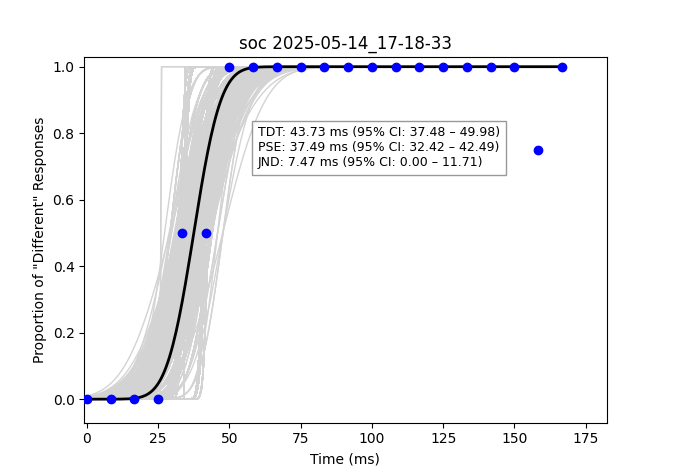 soc 2025-05-14_17-18-33
Proportion of "Different" Responses
1.0
0.8
0.6
0.4
0.2
0.0
TDT: 43.73 ms (95% CI: 37.48 – 49.98)
PSE: 37.49 ms (95% CI: 32.42 – 42.49)
JND: 7.47 ms (95% CI: 0.00 – 11.71)
0 25 50 75 100 125 150 175
Time (ms)